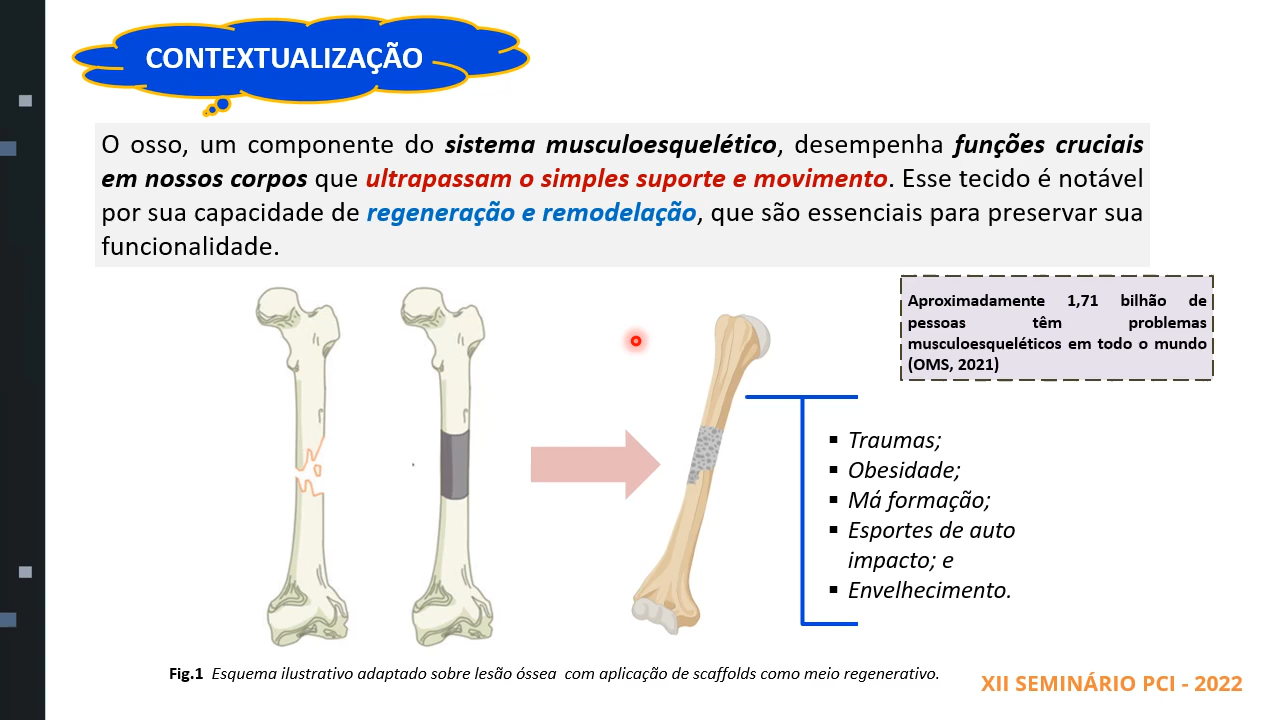 CONTEXTUALIZAÇÃO
O osso, um componente do sistema musculoesquelético, desempenha funções cruciais
em nossos corpos que ultrapassam o simples suporte e movimento. Esse tecido é notável
por sua capacidade de regeneração e remodelação, que são essenciais para preservar sua
funcionalidade.
Aproximadamente 1,71 bilhão de
pessoas têm problemas
musculoesqueléticos em todo o mundo
(OMS, 2021)
▪ Traumas;
▪ Obesidade;
▪ Má formação;
▪ Esportes de auto
impacto; e
▪ Envelhecimento.
Fig.1 Esquema ilustrativo adaptado sobre lesão óssea com aplicação de scaffolds como meio regenerativo.
XII SEMINÁRIO PCI - 2022